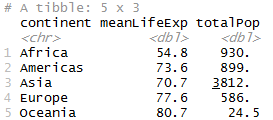 # A tibble: 5 x 3
continent meanLifeExp totalPop
<chr> <dbl> <dbl>
1 Africa 54.8 930.
2 Americas 73.6 899.
3 Asia 70.7 3812.
4 Europe 77.6 586.
5 Oceania 80.7 24.5